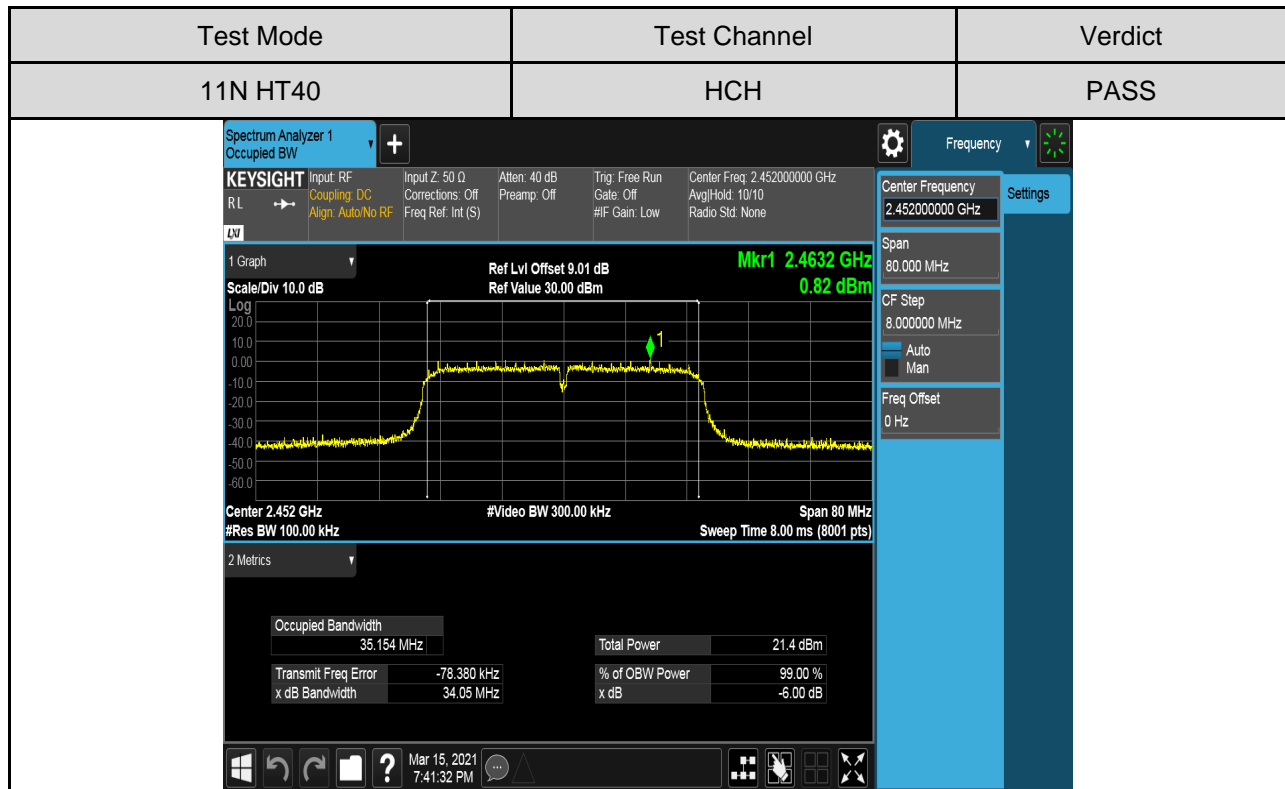 Test Mode Test Channel Verdict
11N HT40 HCH PASS
Spectrum Analyzer 1
Occupied BW
Frequency
KEYSIGHT
R L
LXI
Input: RF
Coupling: DC
Align: Auto/No RF
Input Z: 50 Ω
Corrections: Off
Freq Ref: Int (S)
Atten: 40 dB
Preamp: Off
Trig: Free Run
Gate: Off
#IF Gain: Low
Center Freq: 2.452000000 GHz
Avg|Hold: 10/10
Radio Std: None
Center Frequency
2.452000000 GHz
Settings
Span
80.000 MHz
CF Step
8.000000 MHz
Auto
Man
Freq Offset
0 Hz
1 Graph
Scale/Div 10.0 dB
Ref Lvl Offset 9.01 dB
Ref Value 30.00 dBm
Mkr1 2.4632 GHz
0.82 dBm
Log
20.0
10.0
0.00
-10.0
-20.0
-30.0
-40.0
-50.0
-60.0
1
Center 2.452 GHz #Video BW 300.00 kHz Span 80 MHz
#Res BW 100.00 kHz Sweep Time 8.00 ms (8001 pts)
2 Metrics
Occupied Bandwidth
35.154 MHz
Total Power 21.4 dBm
Transmit Freq Error -78.380 kHz % of OBW Power 99.00 %
x dB Bandwidth 34.05 MHz x dB -6.00 dB
?
Mar 15, 2021
7:41:32 PM